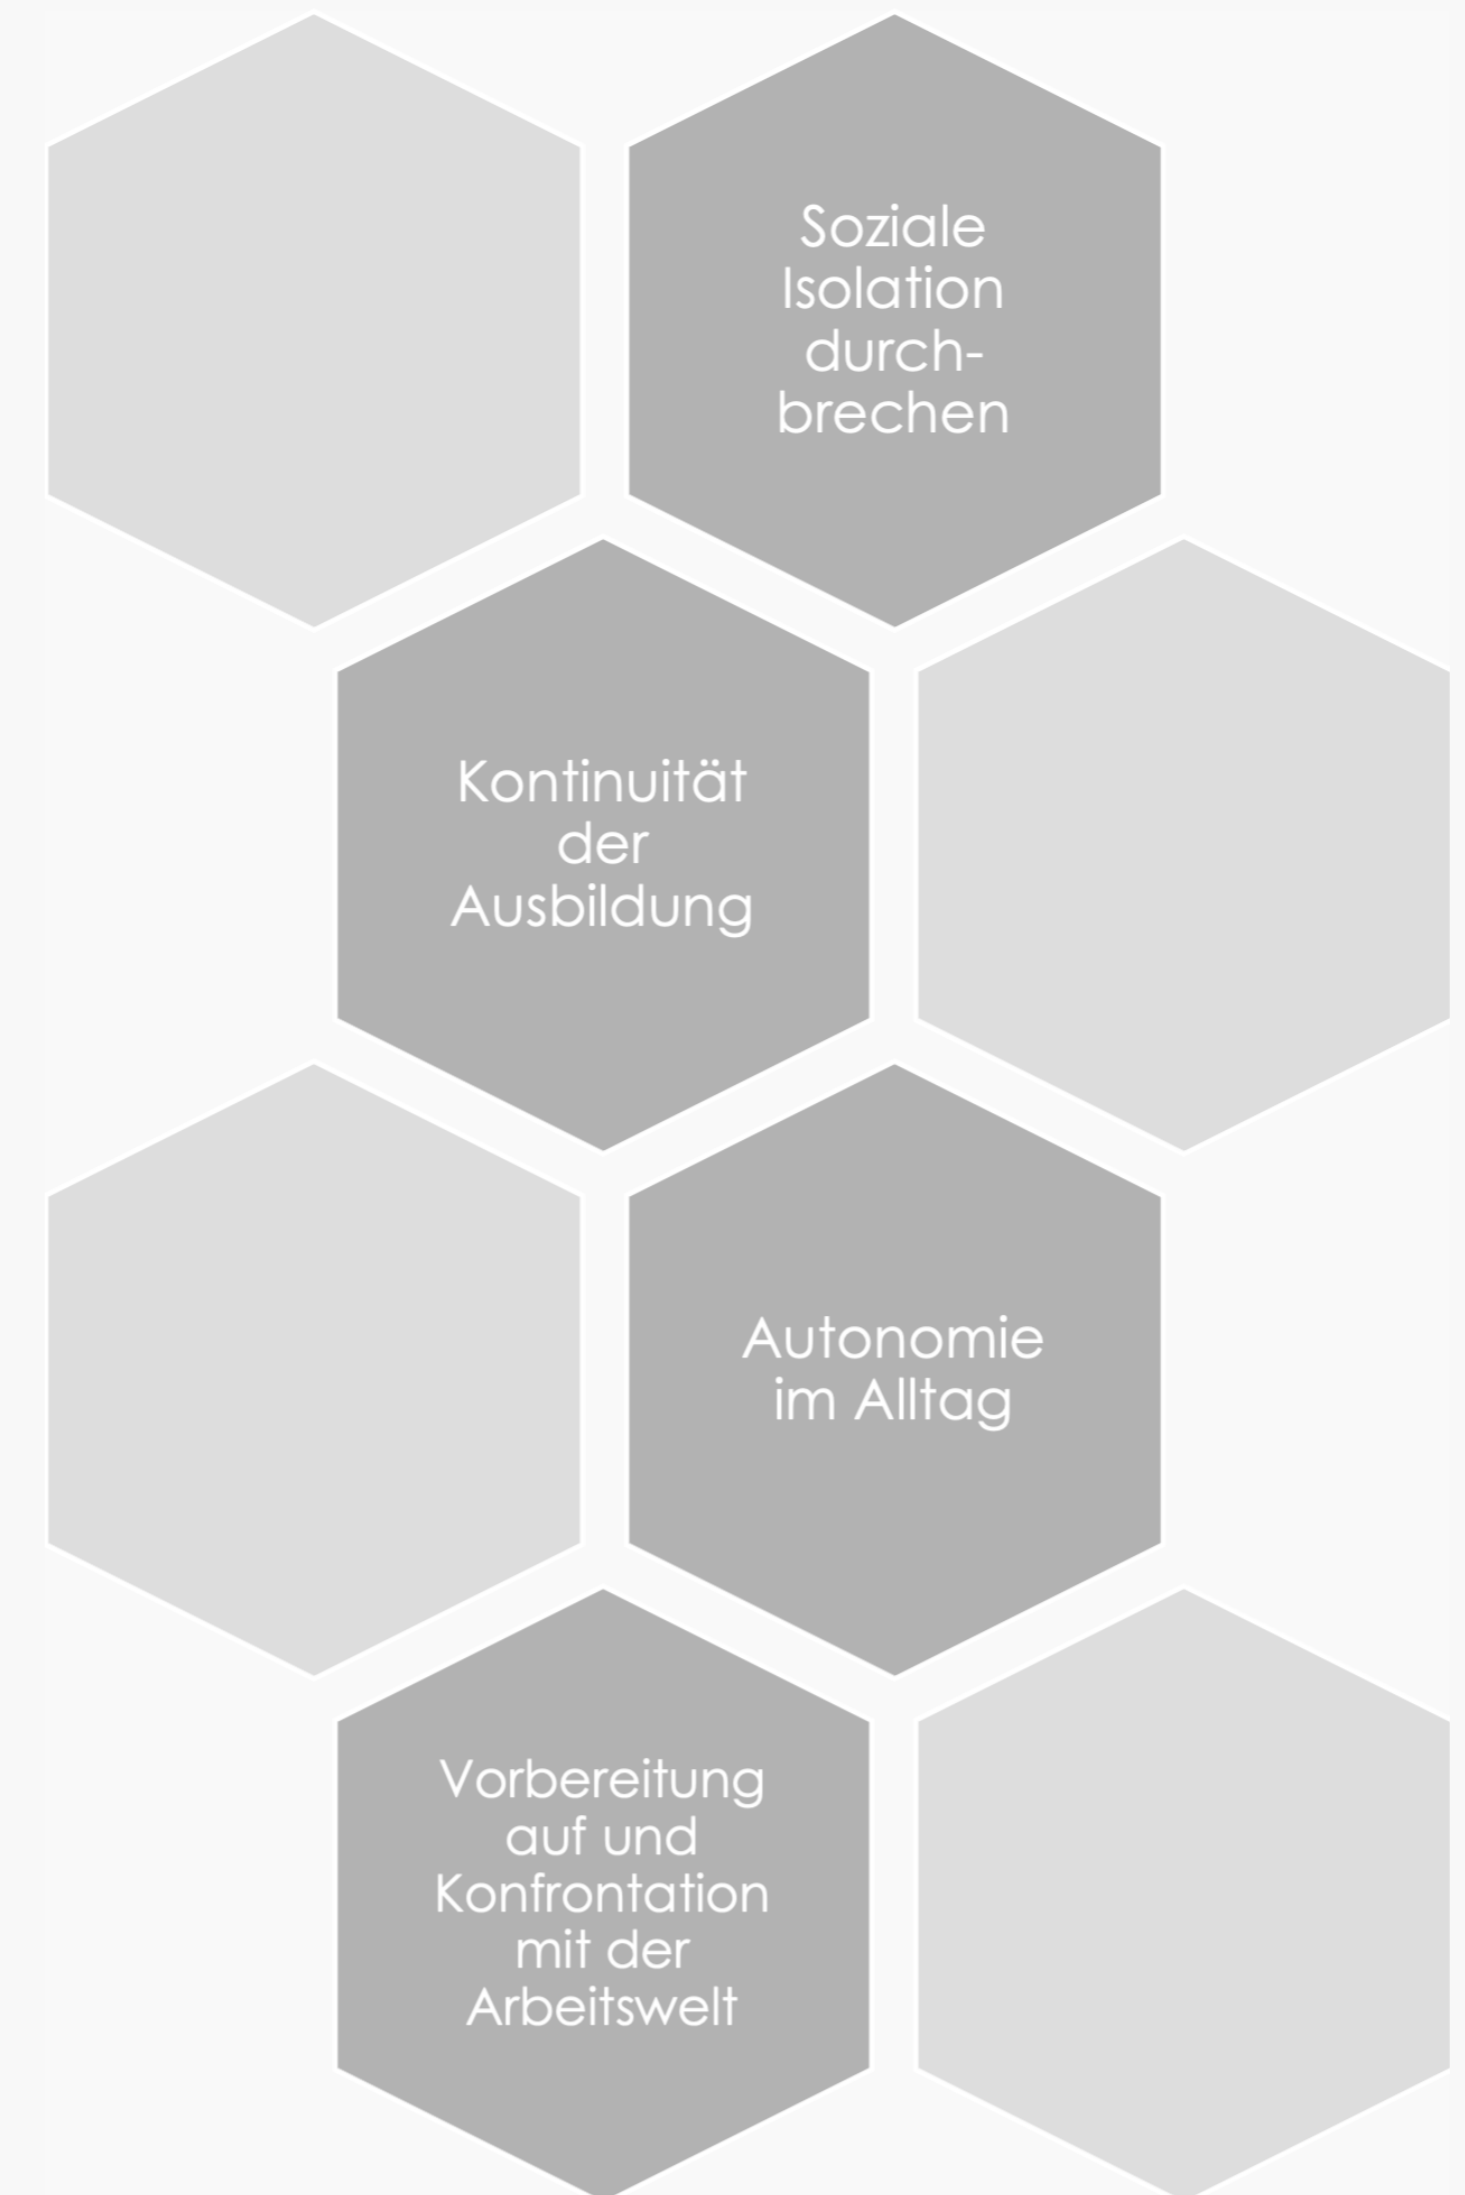 Soziale
Isolation
durch-
brechen
Kontinuität
der
Ausbildung
Autonomie
im Alltag
Vorbereitung
auf und
Konfrontation
mit der
Arbeitswelt